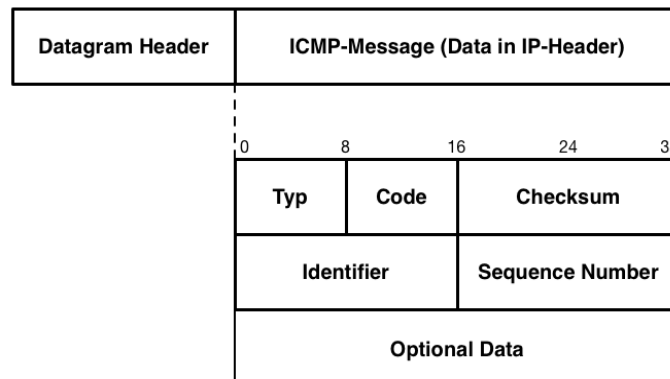 Datagram Header ICMP-Message (Data in IP-Header)
0 8 16 24 3
Typ Code Checksum
Identifier Sequence Number
Optional Data